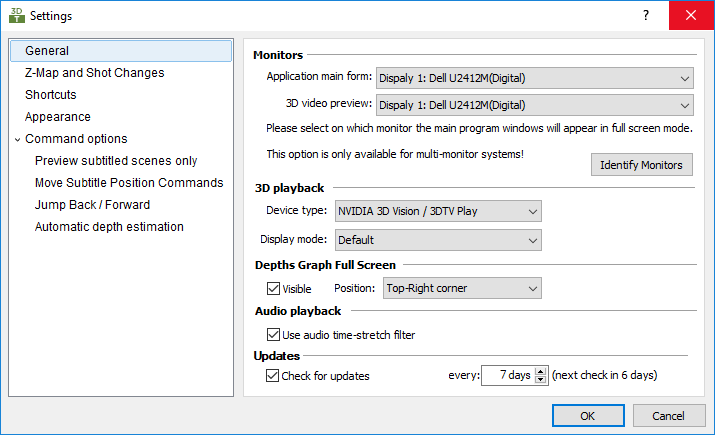 3D
T
Settings
?
General
Z-Map and Shot Changes
Shortcuts
Appearance
Command options
Preview subtitled scenes only
Move Subtitle Position Commands
Jump Back / Forward
Automatic depth estimation
Monitors
Application main form: Dispaly 1: Dell U2412M(Digital)
3D video preview: Dispaly 1: Dell U2412M(Digital)
Please select on which monitor the main program windows will appear in full screen mode.
This option is only available for multi-monitor systems!
Identify Monitors
3D playback
Device type: NVIDIA 3D Vision / 3DTV Play
Display mode: Default
Depths Graph Full Screen
Visible Position: Top-Right corner
Audio playback
Use audio time-stretch filter
Updates
Check for updates every: 7 days (next check in 6 days)
OK Cancel